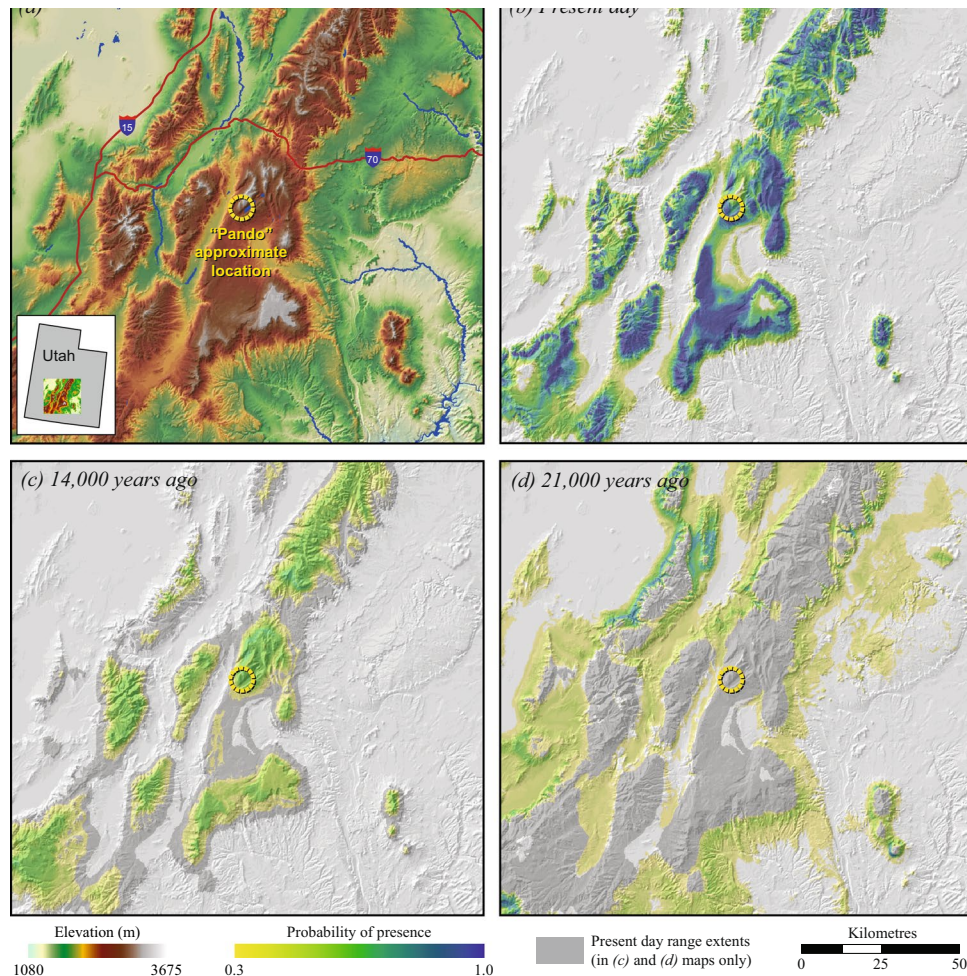 (a)
(b) Present day
15
70
"Pando"
approximate
location
Utah
(c) 14,000 years ago
(d) 21,000 years ago
Elevation (m)
1080
3675
Probability of presence
0.3
1.0
Present day range extents
(in (c) and (d) maps only)
Kilometres
0
25
50